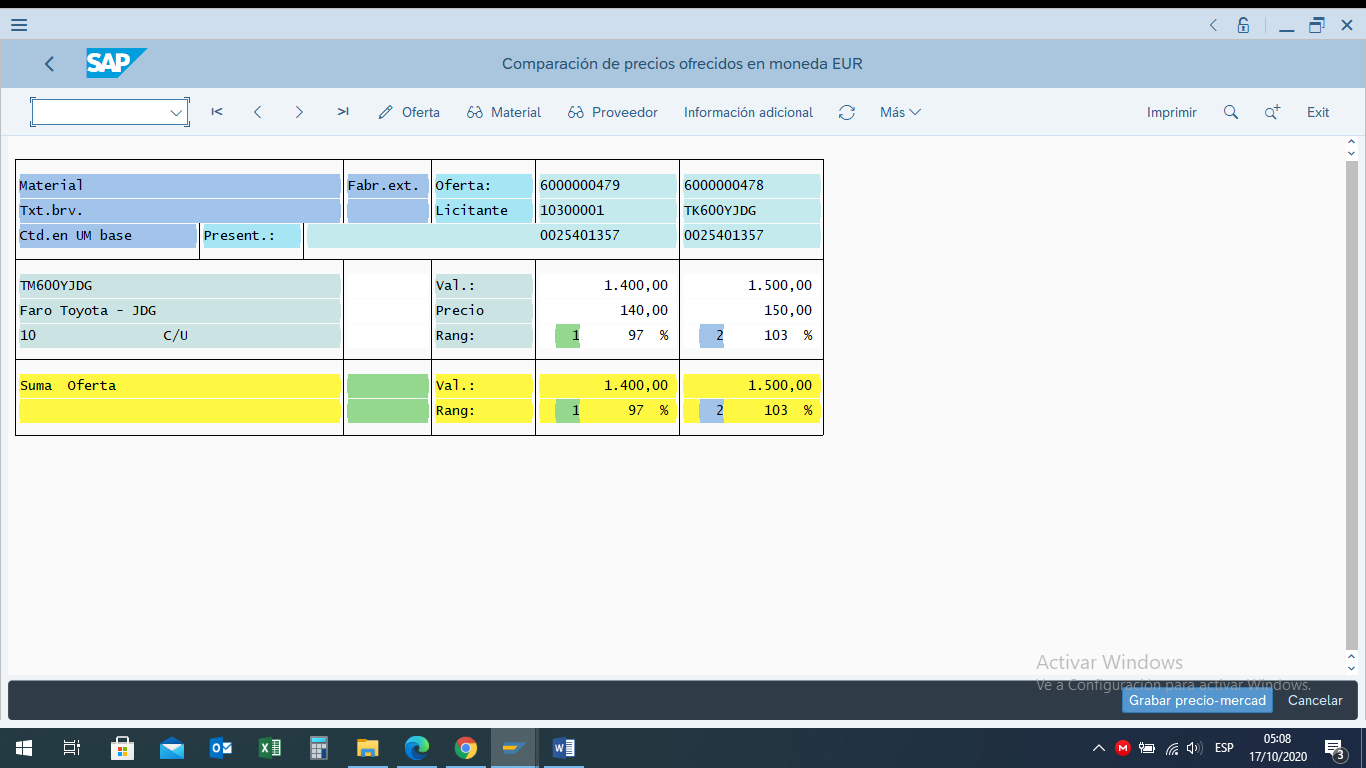 SAP
Comparación de precios ofrecidos en moneda EUR
Oferta Material Proveedor Información adicional Más Imprimir Exit
Material Fabr.ext. Oferta: 6000000479 6000000478
Txt.brv. Licitante 10300001 TK600YJDG
Ctd.en UM base Present.: 0025401357 0025401357
TM600YJDG Val.: 1.400,00 1.500,00
Faro Toyota - JDG Precio 140,00 150,00
10 C/U Rang: 1 97 % 2 103 %
Suma Oferta Val.: 1.400,00 1.500,00
Rang: 1 97 % 2 103 %
Activar Windows
Ve a Configuración para activar Windows.
Grabar precio-mercad Cancelar
ESP
05:08
17/10/2020
3